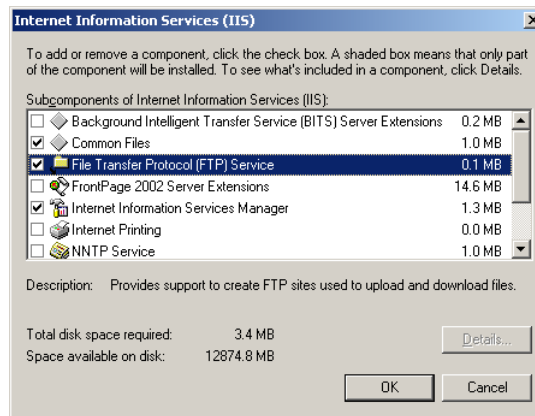 Internet Information Services (IIS)
To add or remove a component, click the check box. A shaded box means that only part
of the component will be installed. To see what's included in a component, click Details.
Subcomponents of Internet Information Services (IIS):
Background Intelligent Transfer Service (BITS) Server Extensions 0.2 MB
Common Files 1.0 MB
File Transfer Protocol (FTP) Service 0.1 MB
FrontPage 2002 Server Extensions 14.6 MB
Internet Information Services Manager 1.3 MB
Internet Printing 0.0 MB
NNTP Service 1.0 MB
Description: Provides support to create FTP sites used to upload and download files.
Total disk space required: 3.4 MB
Space available on disk: 12874.8 MB
Details...
OK Cancel